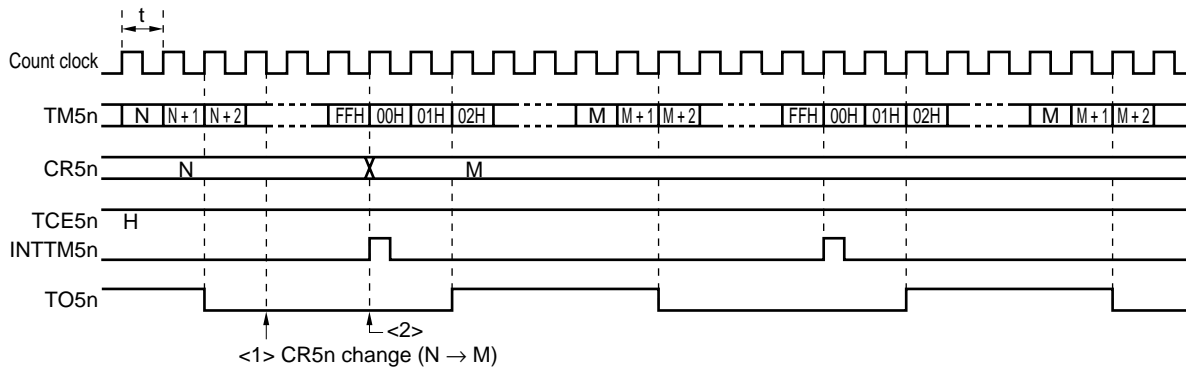 t
Count clock
TM5n N N + 1 N + 2 FFH 00H 01H 02H M M + 1 M + 2 FFH 00H 01H 02H M M + 1 M + 2
CR5n N M
TCE5n H
INTTM5n
TO5n
<2>
<1> CR5n change (N → M)